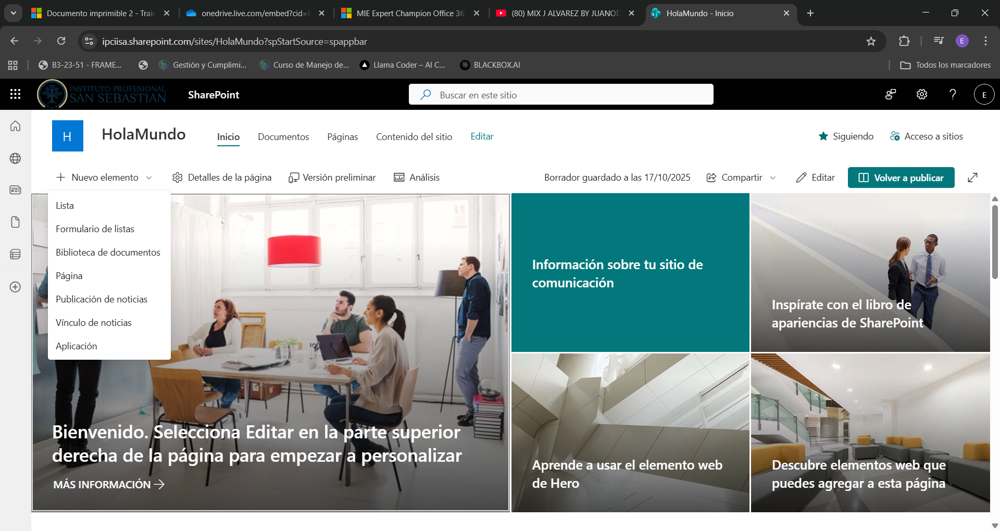 Documento imprimible 2 - Train
onedrive.live.com/embed?cid=E
MIE Expert Champion Office 36
(80) MIX J ALVAREZ BY JUANOD
HolaMundo - Inicio
ipciisa.sharepoint.com/sites/HolaMundo?spStartSource=spappbar
E
B3-23-51 - FRAME...
Gestión y Cumplimi...
Curso de Manejo de...
Llama Coder – AI C...
BLACKBOX.AI
Todos los marcadores
INSTITUTO PROFESIONAL
SAN SEBASTIAN
SharePoint
Buscar en este sitio
E
H
HolaMundo
Inicio
Documentos
Páginas
Contenido del sitio
Editar
Siguiendo
Acceso a sitios
Nuevo elemento
Detalles de la página
Versión preliminar
Análisis
Borrador guardado a las 17/10/2025
Compartir
Editar
Volver a publicar
Lista
Formulario de listas
Biblioteca de documentos
Página
Publicación de noticias
Vínculo de noticias
Aplicación
Bienvenido. Selecciona Editar en la parte superior
derecha de la página para empezar a personalizar
MÁS INFORMACIÓN
Información sobre tu sitio de
comunicación
Inspírate con el libro de
apariencias de SharePoint
Aprende a usar el elemento web
de Hero
Descubre elementos web que
puedes agregar a esta página